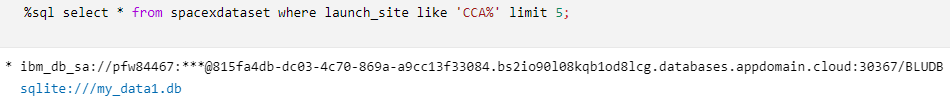 %sql select * from spacexdataset where launch_site like 'CCA%' limit 5;
* ibm_db_sa://pfw84467:***@815fa4db-dc03-4c70-869a-a9cc13f33084.bs2io90l08kqb1od8lcg.databases.appdomain.cloud:30367/BLUDB
sqlite:///my_data1.db